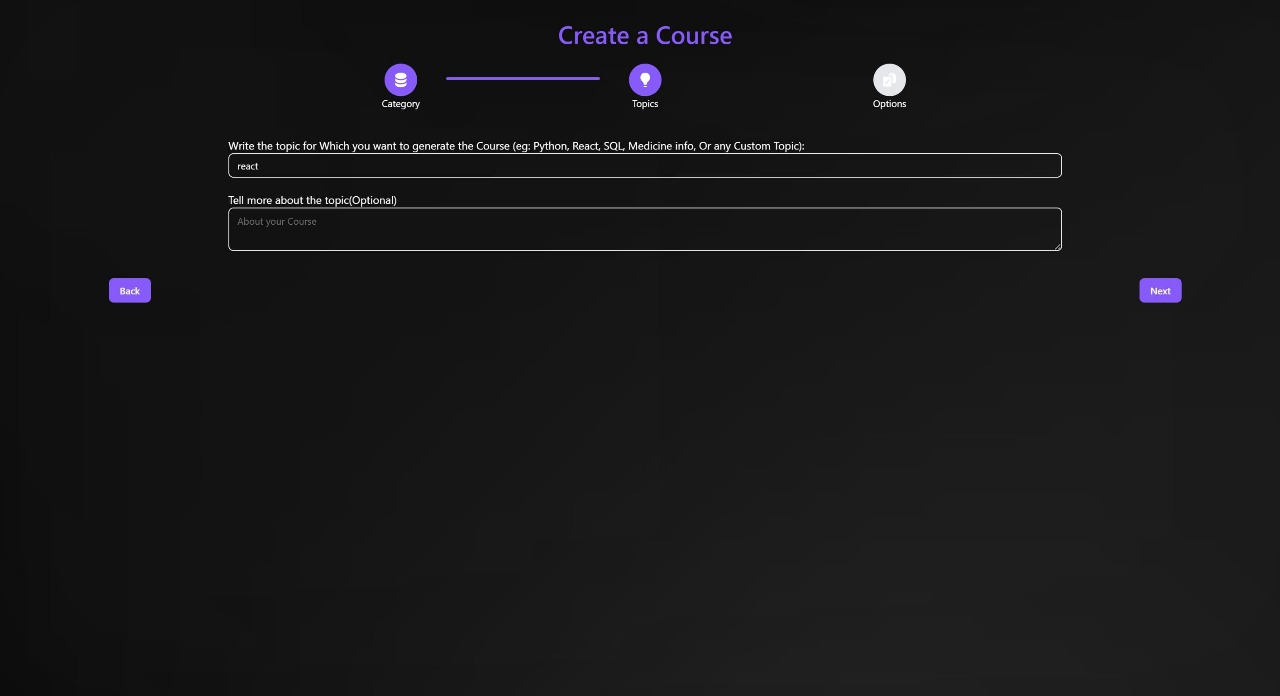 Create a Course
Category
Topics
Options
Write the topic for Which you want to generate the Course (eg: Python, React, SQL, Medicine info, Or any Custom Topic):
react
Tell more about the topic(Optional)
About your Course
Back
Next